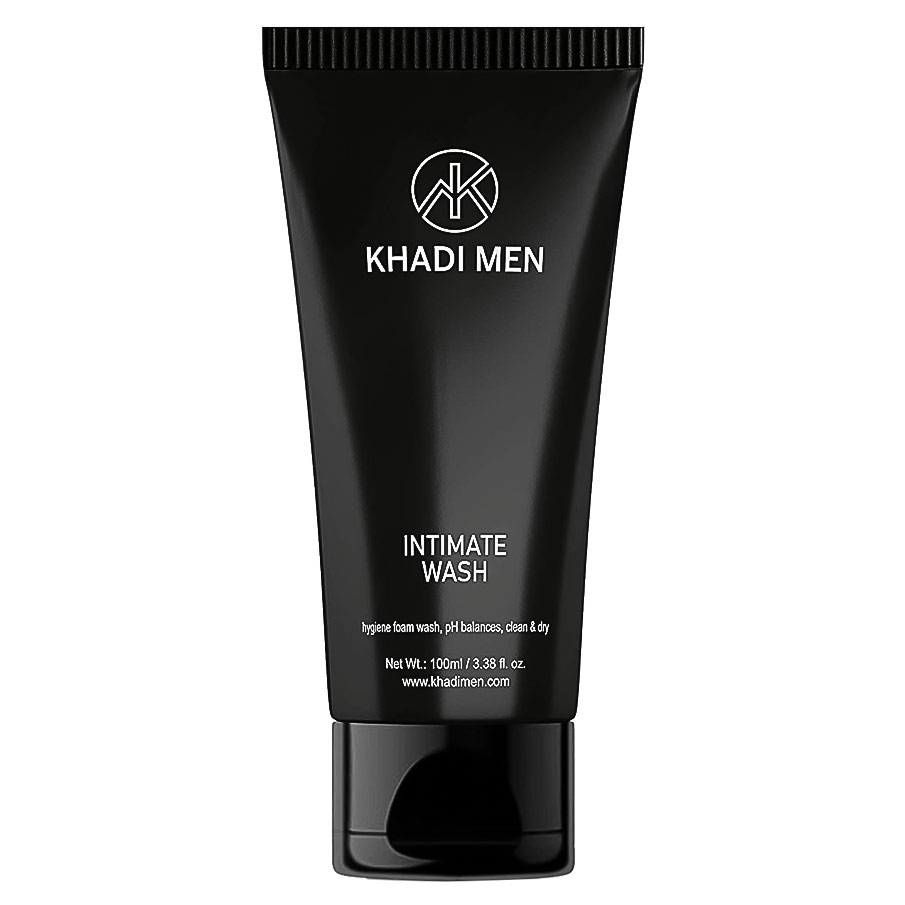 KHADI MEN
INTIMATE
WASH
hygiene foam wash, pH balances, clean & dry
Net Wt.: 100ml / 3.38 fl. oz.
www.khadimen.com